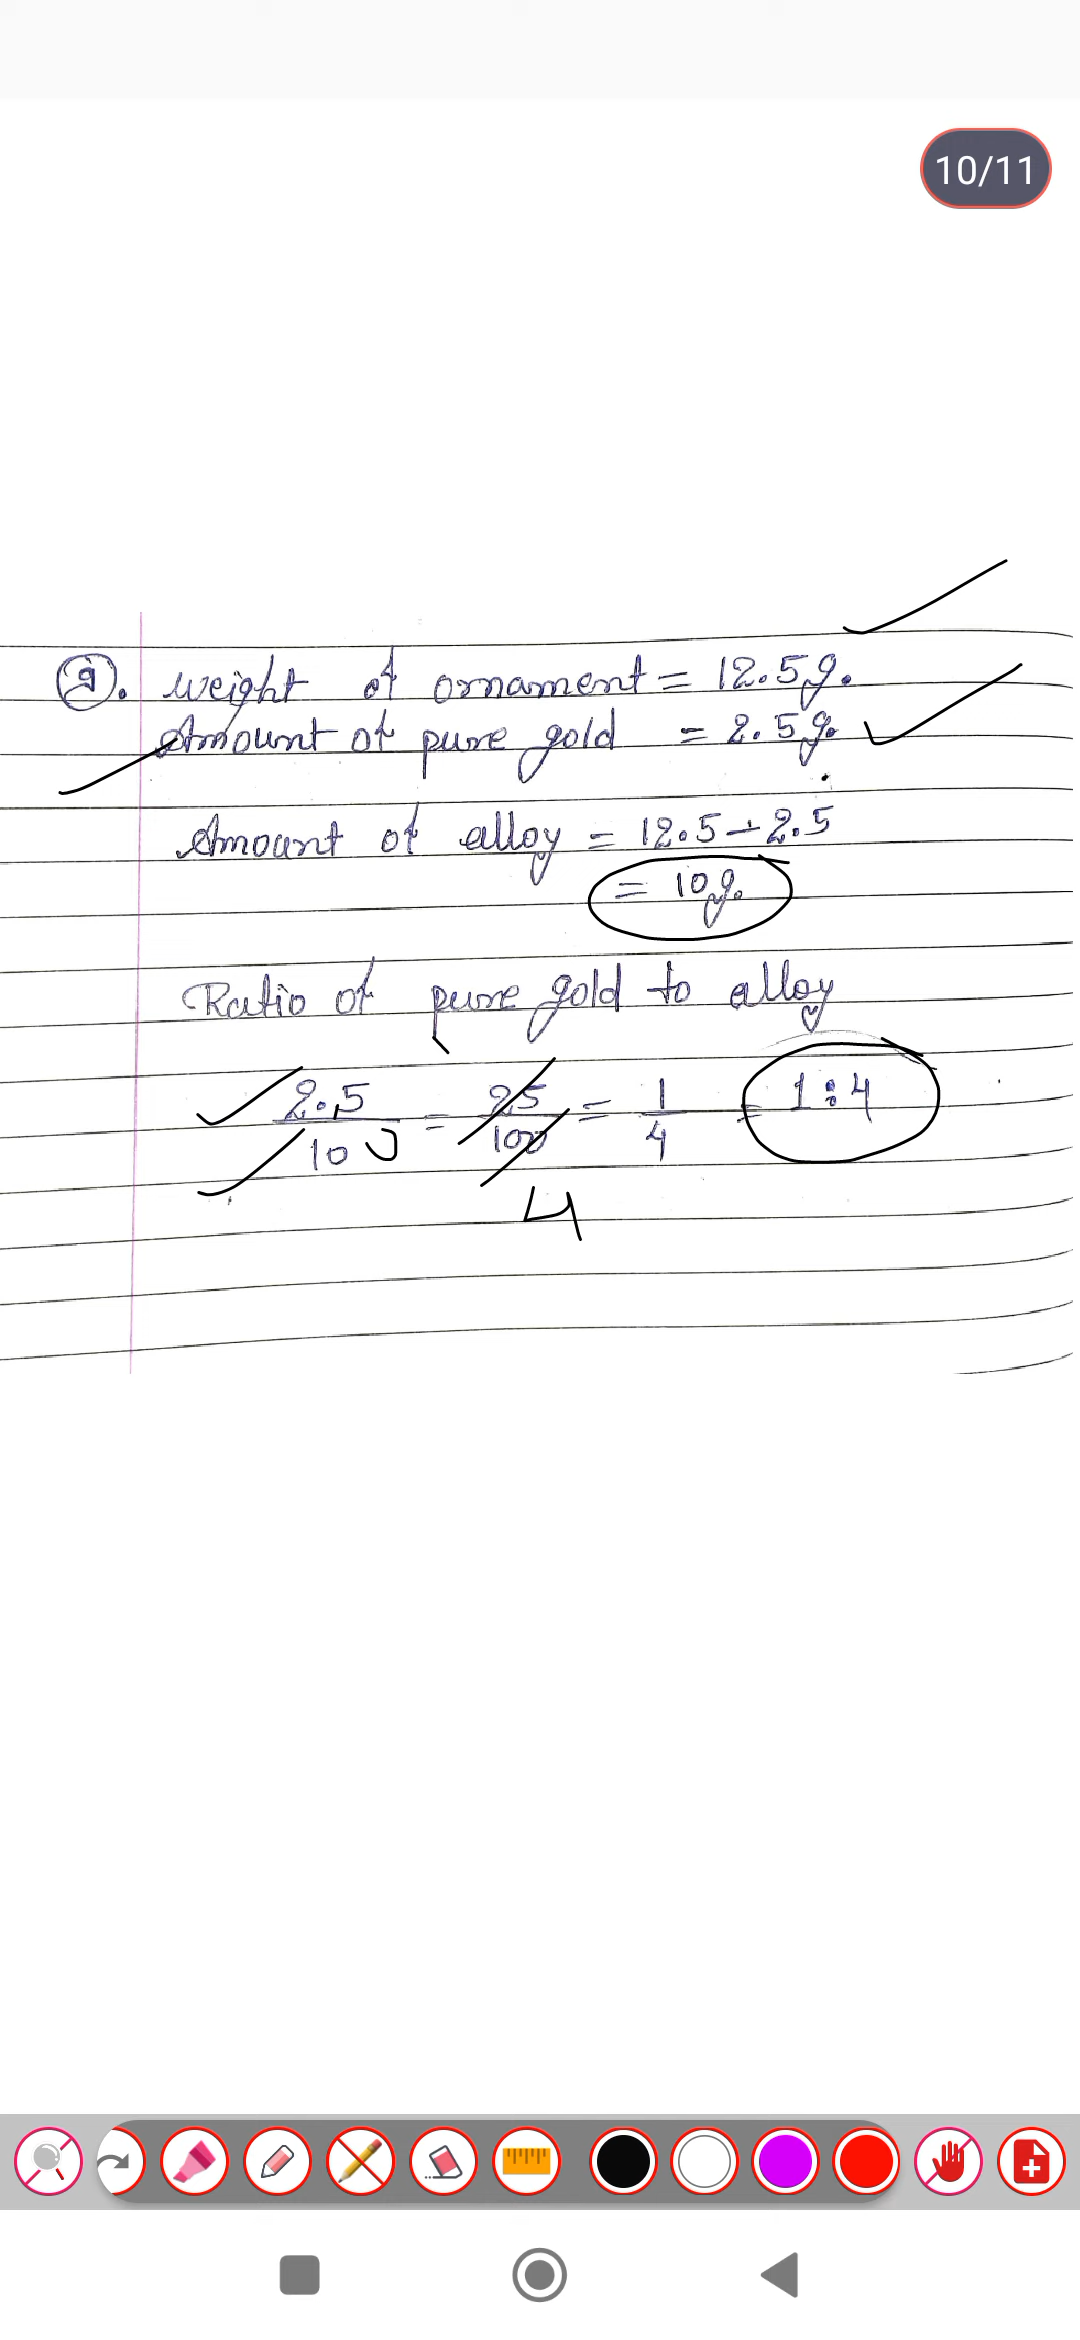 10/11
9. weight of ornament = 12.5g.
Amount of pure gold = 2.5g.
Amount of alloy = 12.5 - 2.5
= 10g.
Ratio of pure gold to alloy
2.5/10 = 25/100 = 1/4 = 1:4
4